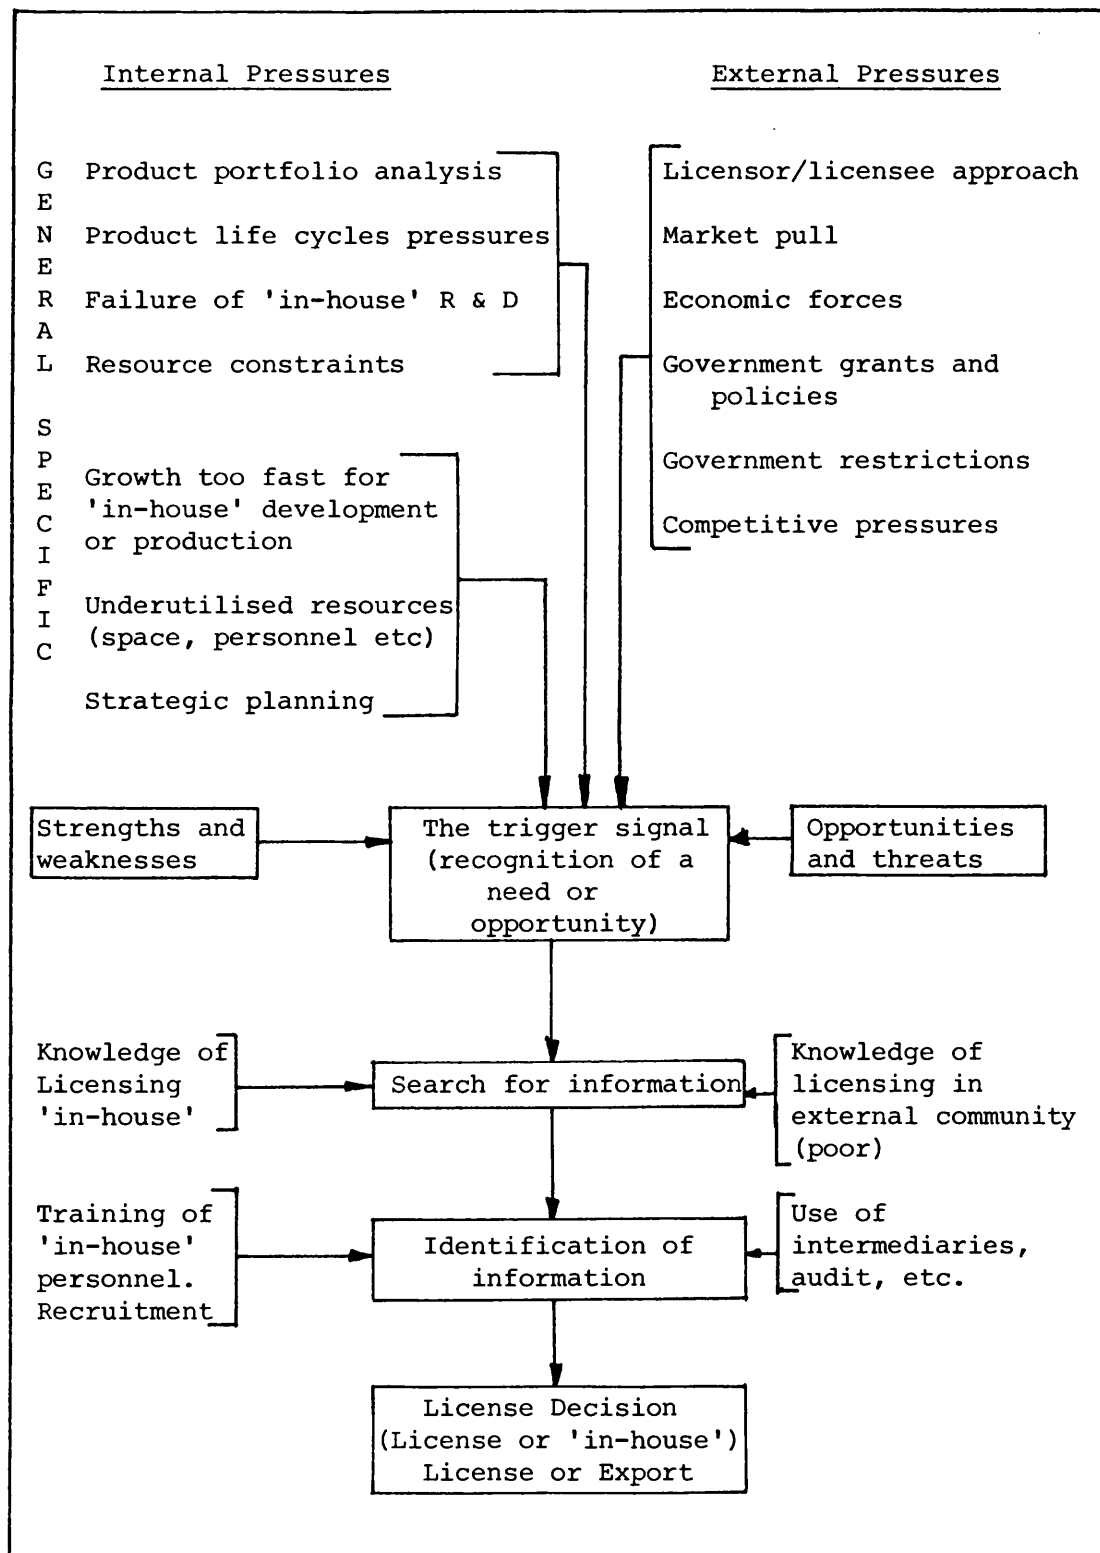 Internal Pressures
External Pressures
GENERAL
Product portfolio analysis
Product life cycles pressures
Failure of 'in-house' R & D
Resource constraints
SPECIFIC
Growth too fast for
'in-house' development
or production
Underutilised resources
(space, personnel etc)
Strategic planning
Licensor/licensee approach
Market pull
Economic forces
Government grants and
policies
Government restrictions
Competitive pressures
Strengths and
weaknesses
The trigger signal
(recognition of a
need or
opportunity)
Opportunities
and threats
Knowledge of
Licensing
'in-house'
Search for information
Knowledge of
licensing in
external community
(poor)
Training of
'in-house'
personnel.
Recruitment
Identification of
information
Use of
intermediaries,
audit, etc.
License Decision
(License or 'in-house')
License or Export